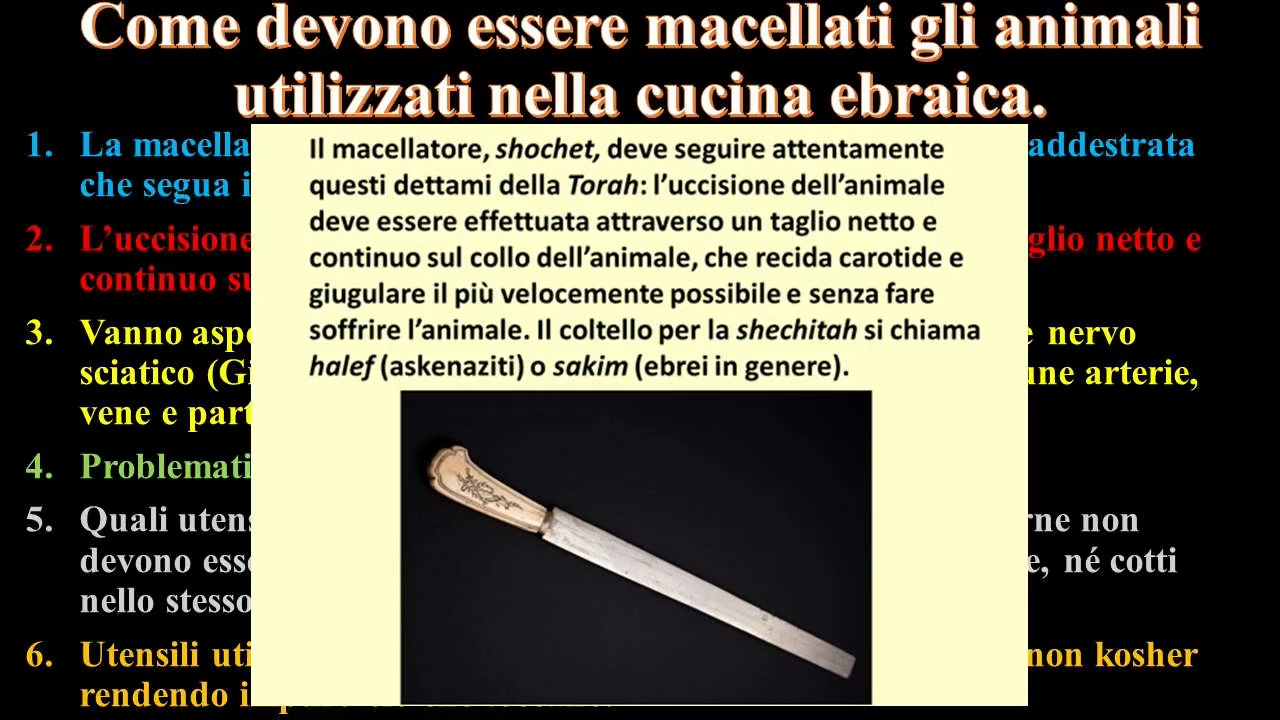 Come devono essere macellati gli animali
utilizzati nella cucina ebraica.
1. La macella addestrata
che segua i
2. L’uccisione glio netto e
continuo su
3. Vanno aspo e nervo
sciatico (Gi une arterie,
vene e part
4. Problemati
5. Quali utens rne non
devono esse e, né cotti
nello stesso
6. Utensili uti non kosher
rendendo i
Il macellatore, shochet, deve seguire attentamente
questi dettami della Torah: l’uccisione dell’animale
deve essere effettuata attraverso un taglio netto e
continuo sul collo dell’animale, che recida carotide e
giugulare il più velocemente possibile e senza fare
soffrire l’animale. Il coltello per la shechitah si chiama
halef (askenaziti) o sakim (ebrei in genere).